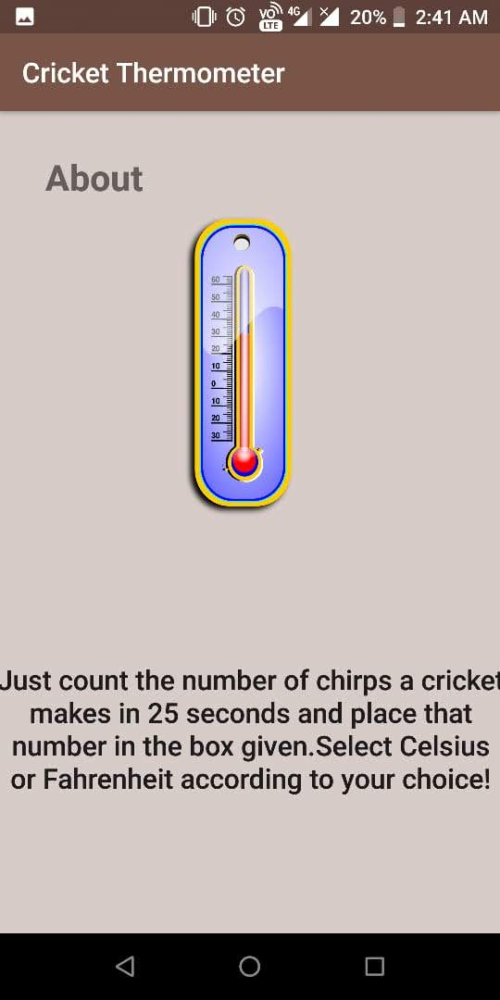 VO LTE 4G 20% 2:41 AM
Cricket Thermometer
About
60
50
40
30
20
10
0
10
20
30
Just count the number of chirps a cricket
makes in 25 seconds and place that
number in the box given.Select Celsius
or Fahrenheit according to your choice!